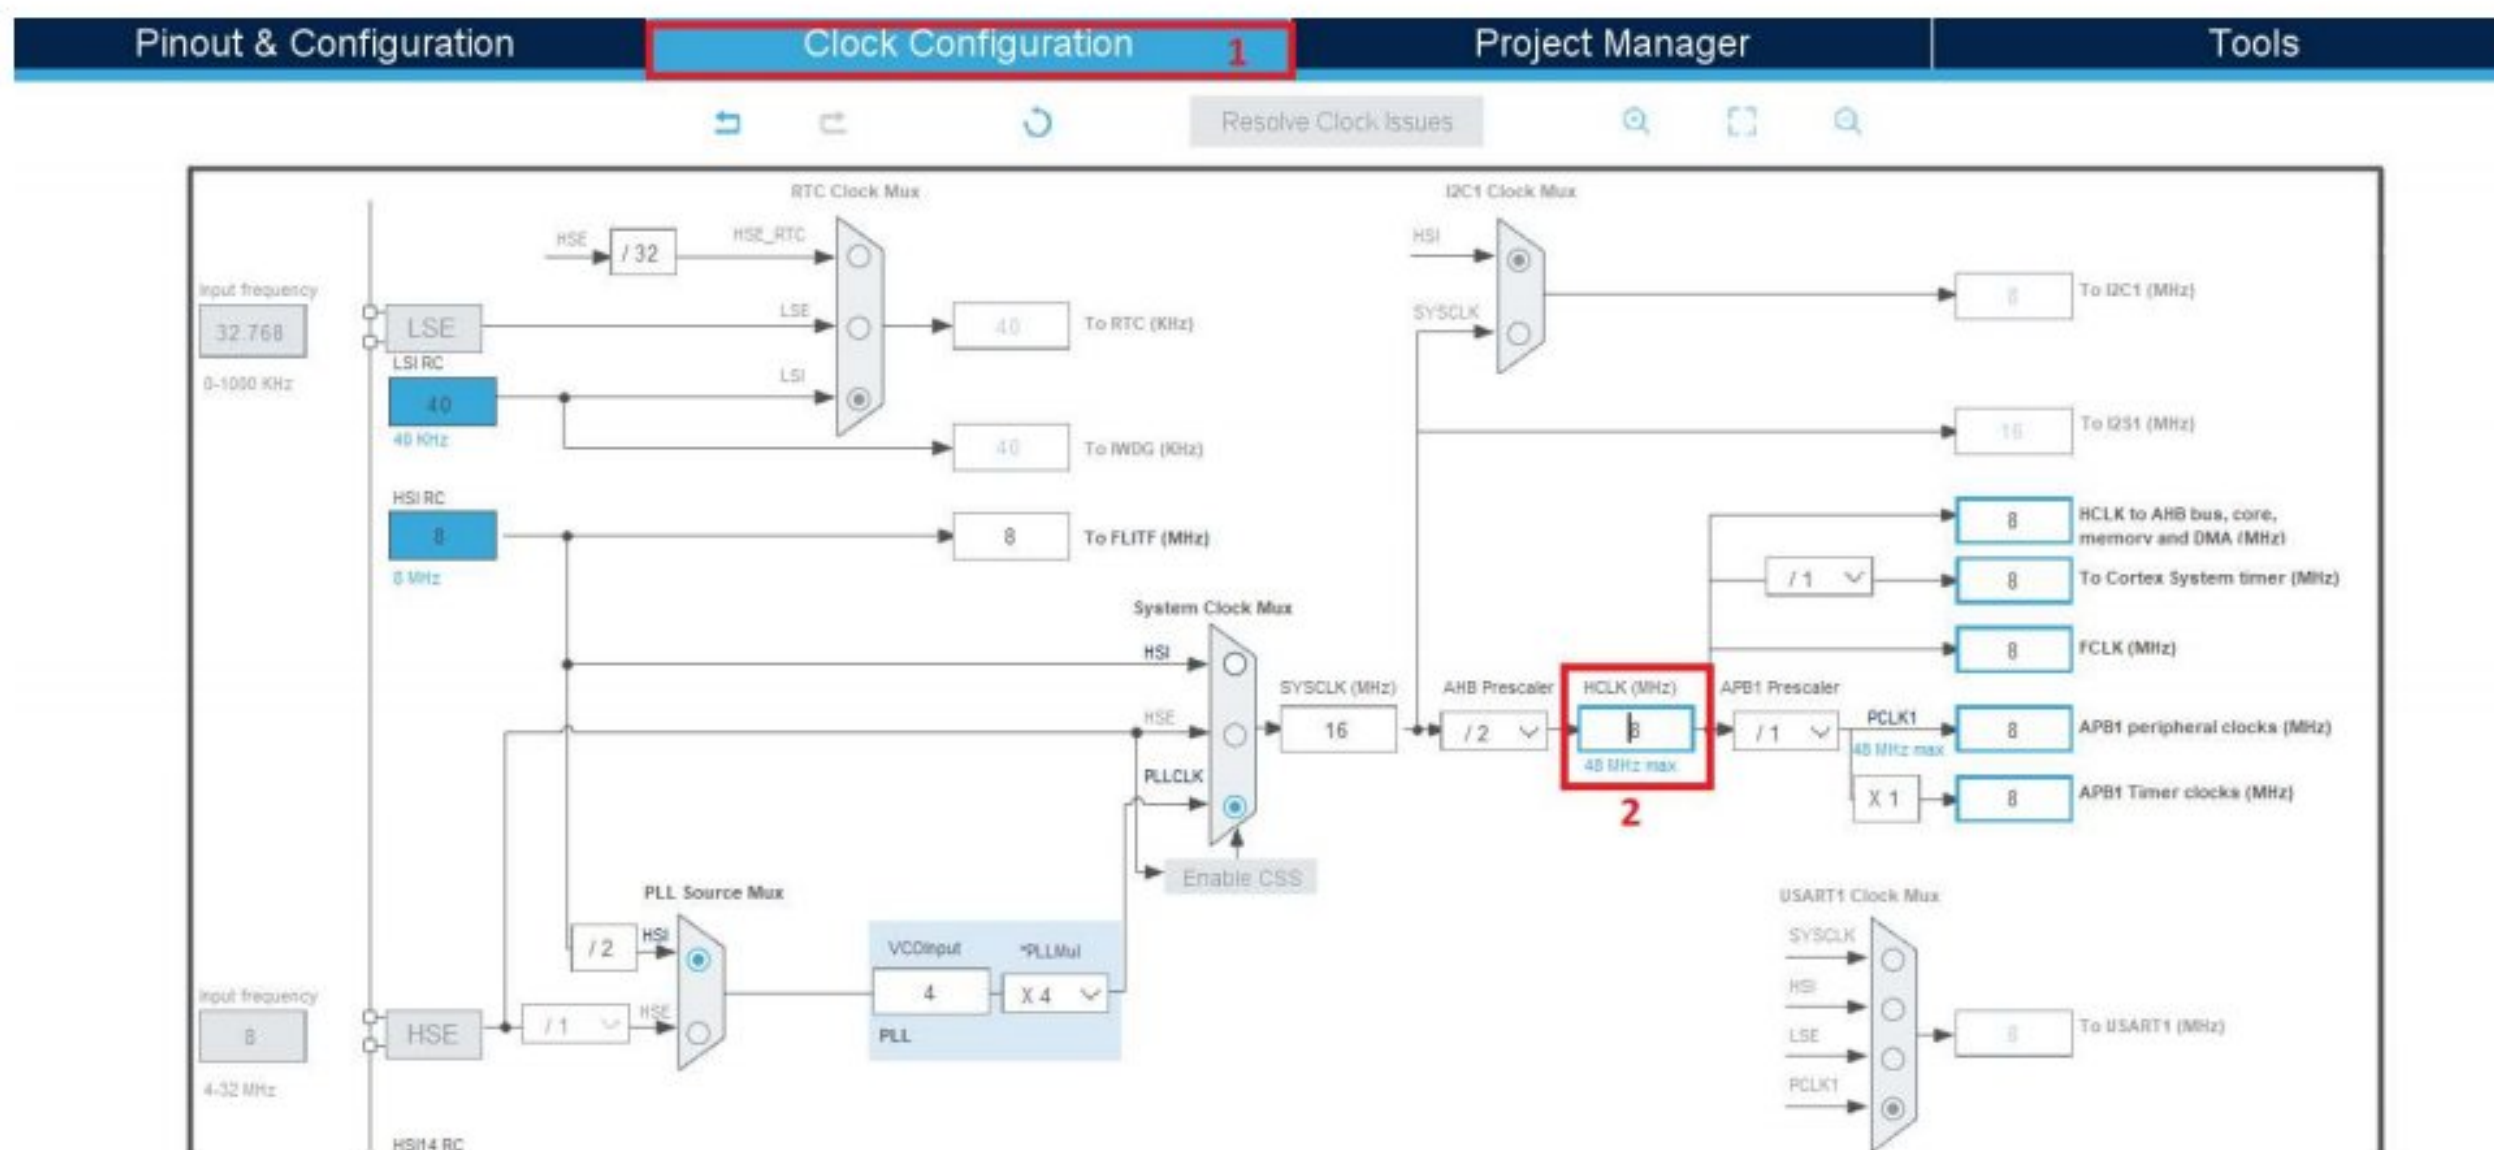 Pinout & Configuration
Clock Configuration
1
Project Manager
Tools
Resolve Clock Issues
RTC Clock Mux
I2C1 Clock Mux
HSE
/ 32
HSE_RTC
HSI
Input frequency
32.768
0-1000 KHz
LSE
LSE
40
To RTC (KHz)
SYSCLK
8
To I2C1 (MHz)
LSI RC
40
40 KHz
LSI
40
To IWDG (KHz)
16
To I2S1 (MHz)
HSI RC
8
8 MHz
8
To FLITF (MHz)
8
HCLK to AHB bus, core,
memory and DMA (MHz)
/ 1
8
To Cortex System timer (MHz)
System Clock Mux
HSI
8
FCLK (MHz)
HSE
SYSCLK (MHz)
16
AHB Prescaler
/ 2
HCLK (MHz)
8
48 MHz max
2
APB1 Prescaler
/ 1
PCLK1
48 MHz max
8
APB1 peripheral clocks (MHz)
PLLCLK
X 1
8
APB1 Timer clocks (MHz)
Enable CSS
PLL Source Mux
/ 2
HSI
VCOInput
4
*PLLMul
X 4
PLL
Input frequency
8
4-32 MHz
HSE
/ 1
HSE
USART1 Clock Mux
SYSCLK
HSI
LSE
PCLK1
8
To USART1 (MHz)
HSI14 RC